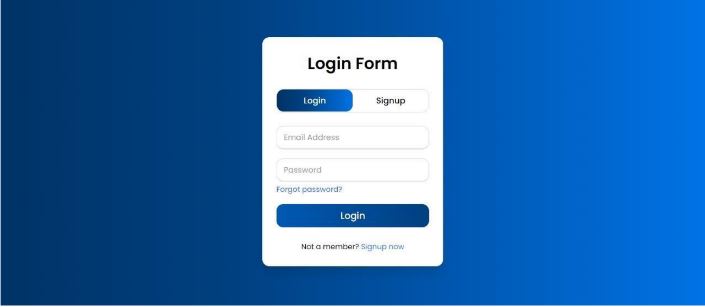 Login Form
Login Signup
Email Address
Password
Forgot password?
Login
Not a member? Signup now